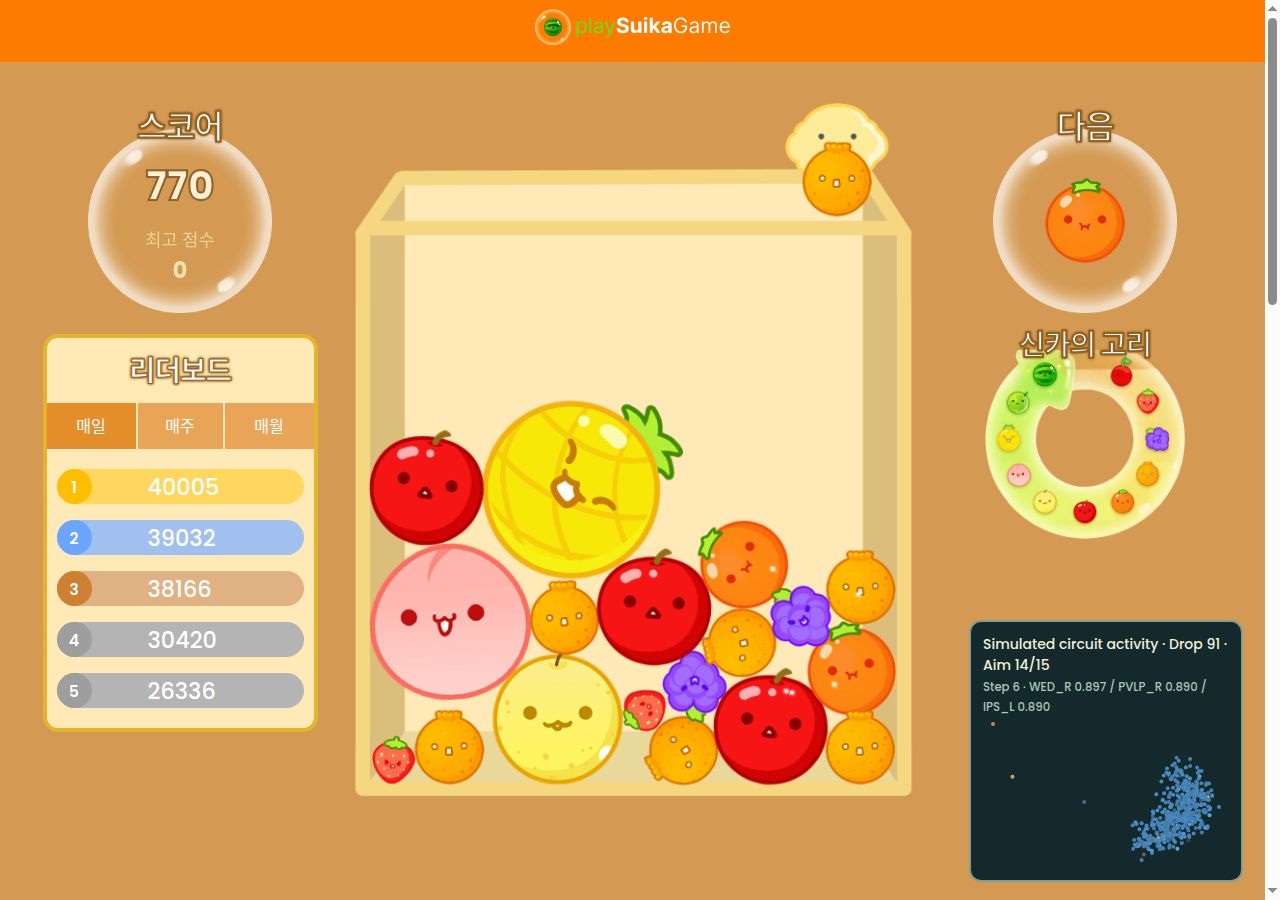 playSuikaGame
스코어
770
최고 점수
0
리더보드
매일 매주 매월
1 40005
2 39032
3 38166
4 30420
5 26336
다음
신카의 고리
Simulated circuit activity · Drop 91 ·
Aim 14/15
Step 6 · WED_R 0.897 / PVLP_R 0.890 /
IPS_L 0.890